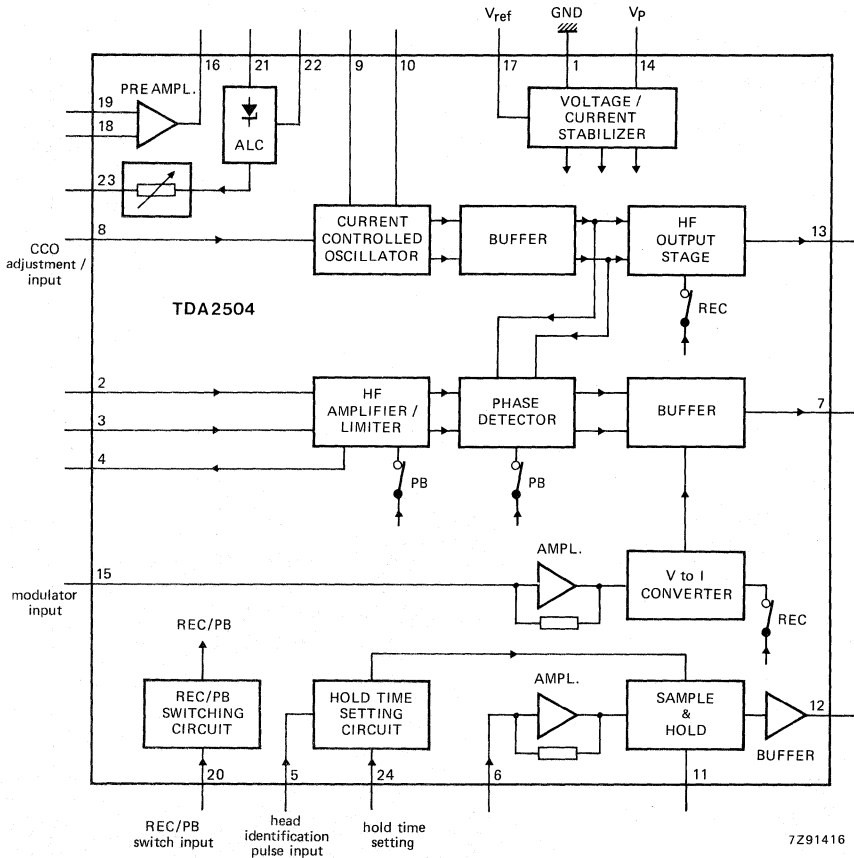 Vref GND VP
16 21 22 9 10 17 1 14
PREAMPL.
19
18
ALC
VOLTAGE /
CURRENT
STABILIZER
23
8
CCO
adjustment /
input
CURRENT
CONTROLLED
OSCILLATOR
BUFFER
HF
OUTPUT
STAGE
13
TDA2504
REC
2
3
4
HF
AMPLIFIER /
LIMITER
PHASE
DETECTOR
BUFFER
7
PB
PB
15
modulator
input
AMPL.
V to I
CONVERTER
REC
REC/PB
REC/PB
SWITCHING
CIRCUIT
HOLD TIME
SETTING
CIRCUIT
AMPL.
SAMPLE
&
HOLD
12
BUFFER
20 5 24 6 11
REC/PB
switch input
head
identification
pulse input
hold time
setting
7Z91416